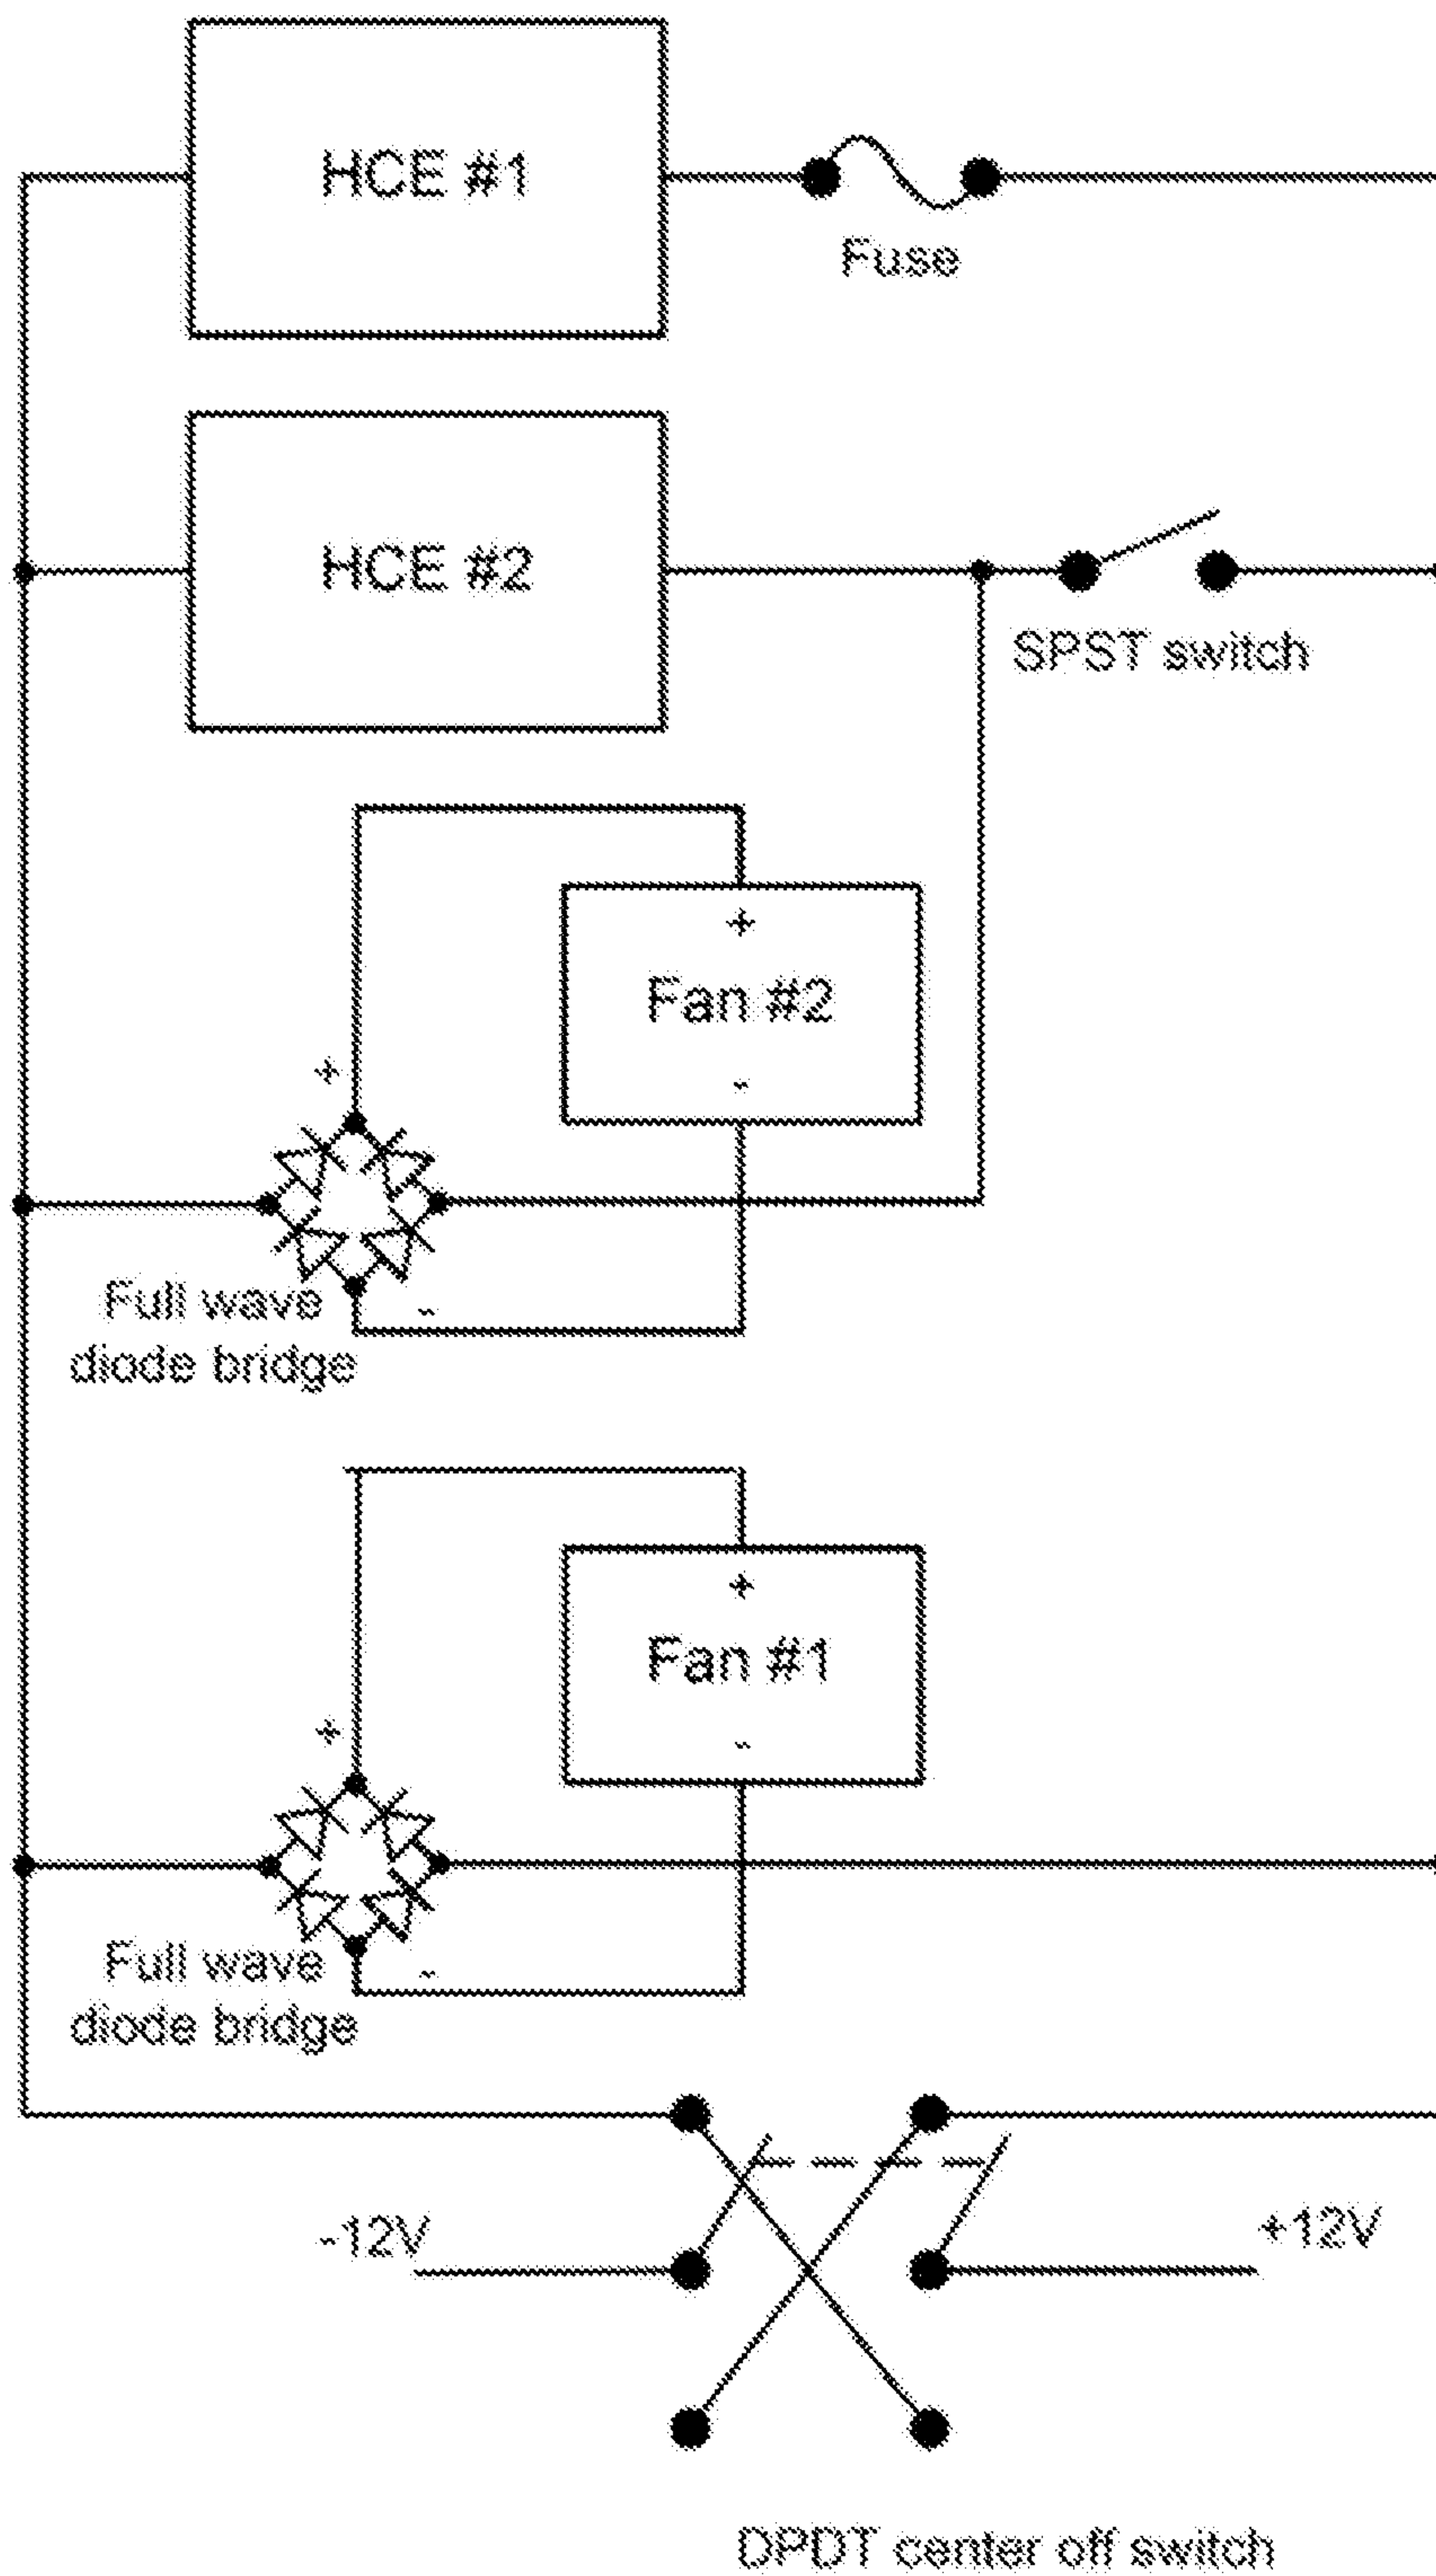 HCE #1
Fuse
HCE #2
SPST switch
+
Fan #2
-
+
-
Full wave
diode bridge
+
Fan #1
-
+
-
Full wave
diode bridge
-12V
+12V
DPDT center off switch